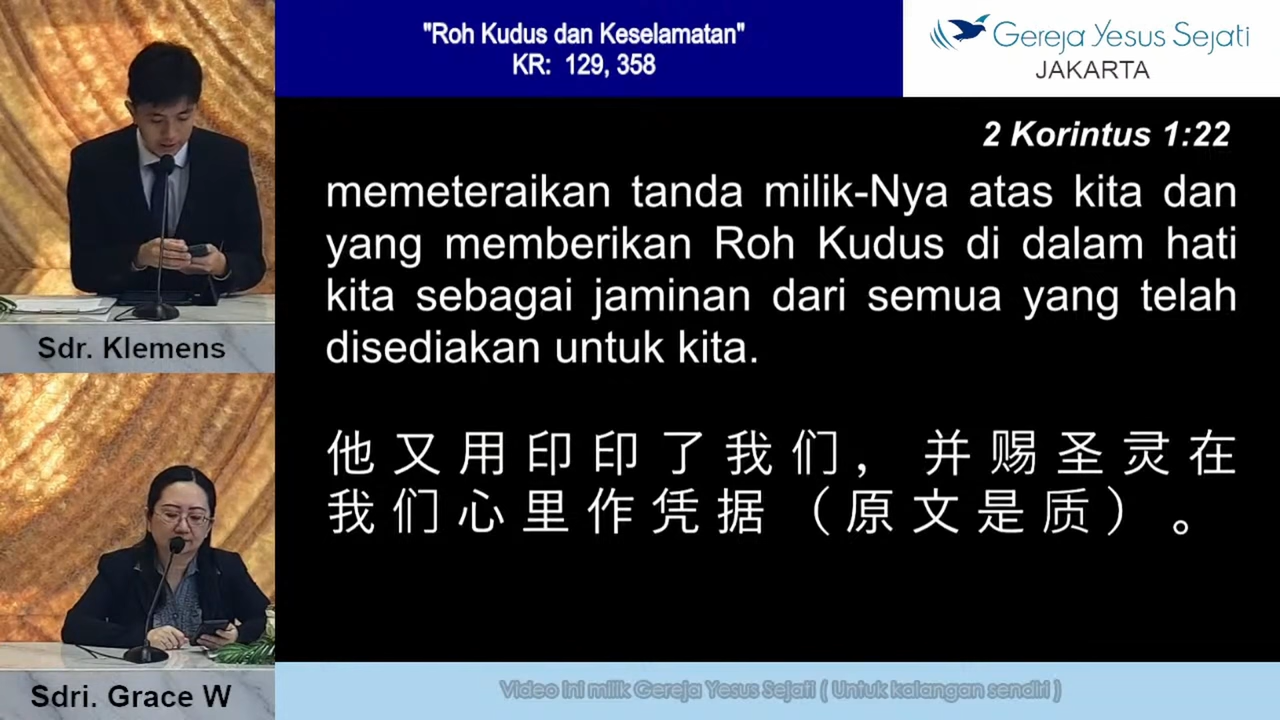 "Roh Kudus dan Keselamatan"
KR: 129, 358
Gereja Yesus Sejati
JAKARTA
2 Korintus 1:22
memeteraikan tanda milik-Nya atas kita dan
yang memberikan Roh Kudus di dalam hati
kita sebagai jaminan dari semua yang telah
disediakan untuk kita.
他又用印印了我们，并赐圣灵在
我们心里作凭据（原文是质）。
Sdr. Klemens
Sdri. Grace W
Video ini milik Gereja Yesus Sejati ( Untuk kalangan sendiri )